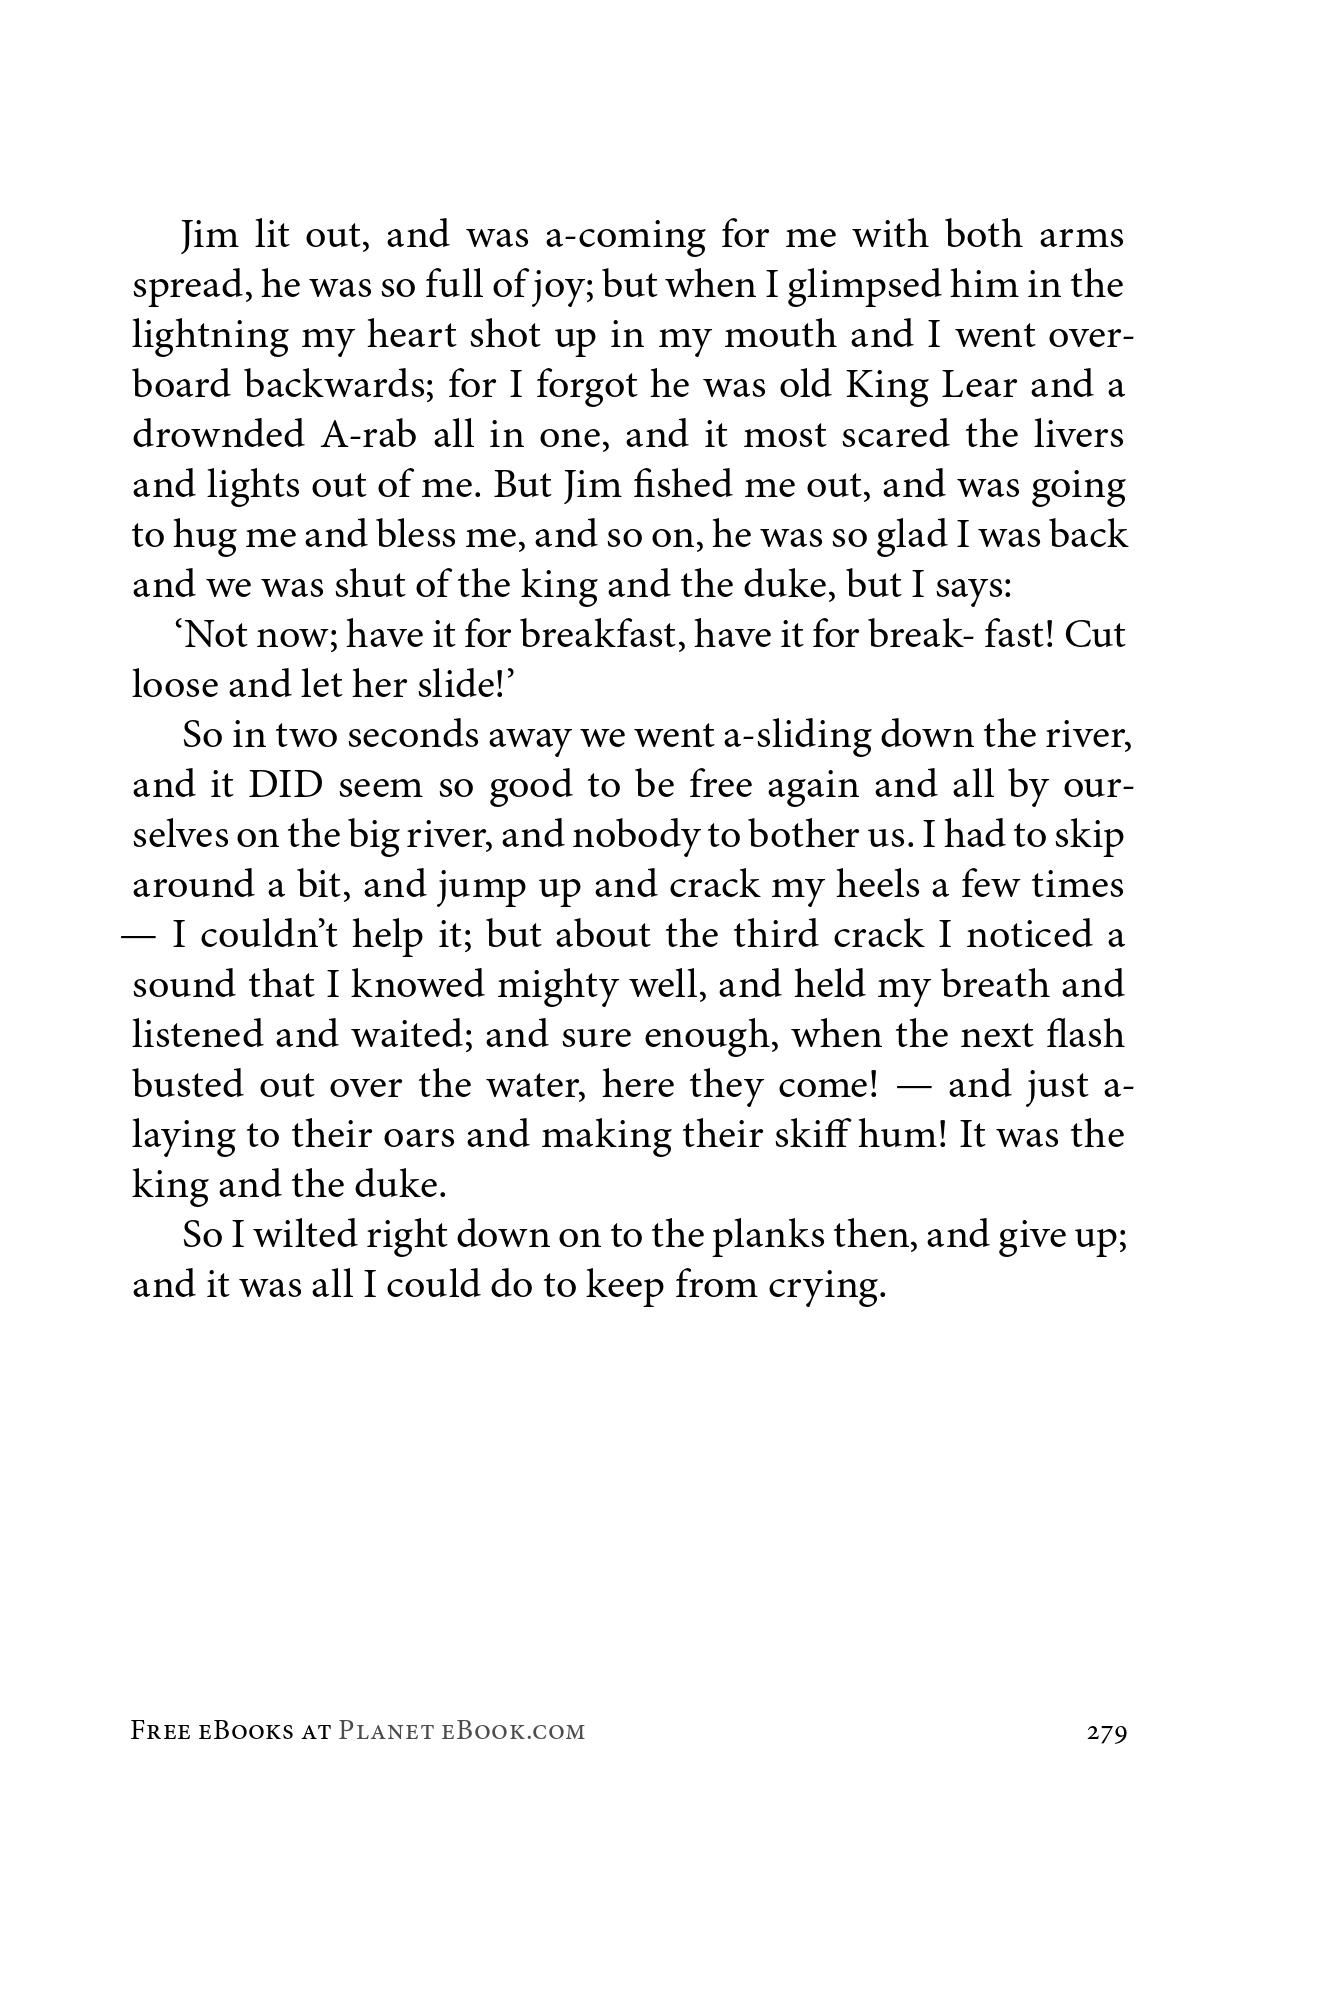 Jim lit out, and was a-coming for me with both arms
spread, he was so full of joy; but when I glimpsed him in the
lightning my heart shot up in my mouth and I went over-
board backwards; for I forgot he was old King Lear and a
drownded A-rab all in one, and it most scared the livers
and lights out of me. But Jim fished me out, and was going
to hug me and bless me, and so on, he was so glad I was back
and we was shut of the king and the duke, but I says:
‘Not now; have it for breakfast, have it for break- fast! Cut
loose and let her slide!’
So in two seconds away we went a-sliding down the river,
and it DID seem so good to be free again and all by our-
selves on the big river, and nobody to bother us. I had to skip
around a bit, and jump up and crack my heels a few times
— I couldn’t help it; but about the third crack I noticed a
sound that I knowed mighty well, and held my breath and
listened and waited; and sure enough, when the next flash
busted out over the water, here they come! — and just a-
laying to their oars and making their skiff hum! It was the
king and the duke.
So I wilted right down on to the planks then, and give up;
and it was all I could do to keep from crying.
Free eBooks at Planet eBook.com 279